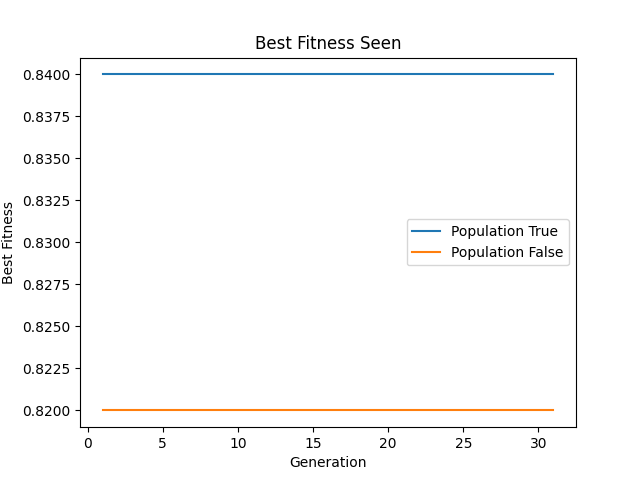 Best Fitness Seen
0.8400
0.8375
0.8350
0.8325
0.8300
0.8275
0.8250
0.8225
0.8200
Best Fitness
Population True
Population False
0 5 10 15 20 25 30
Generation